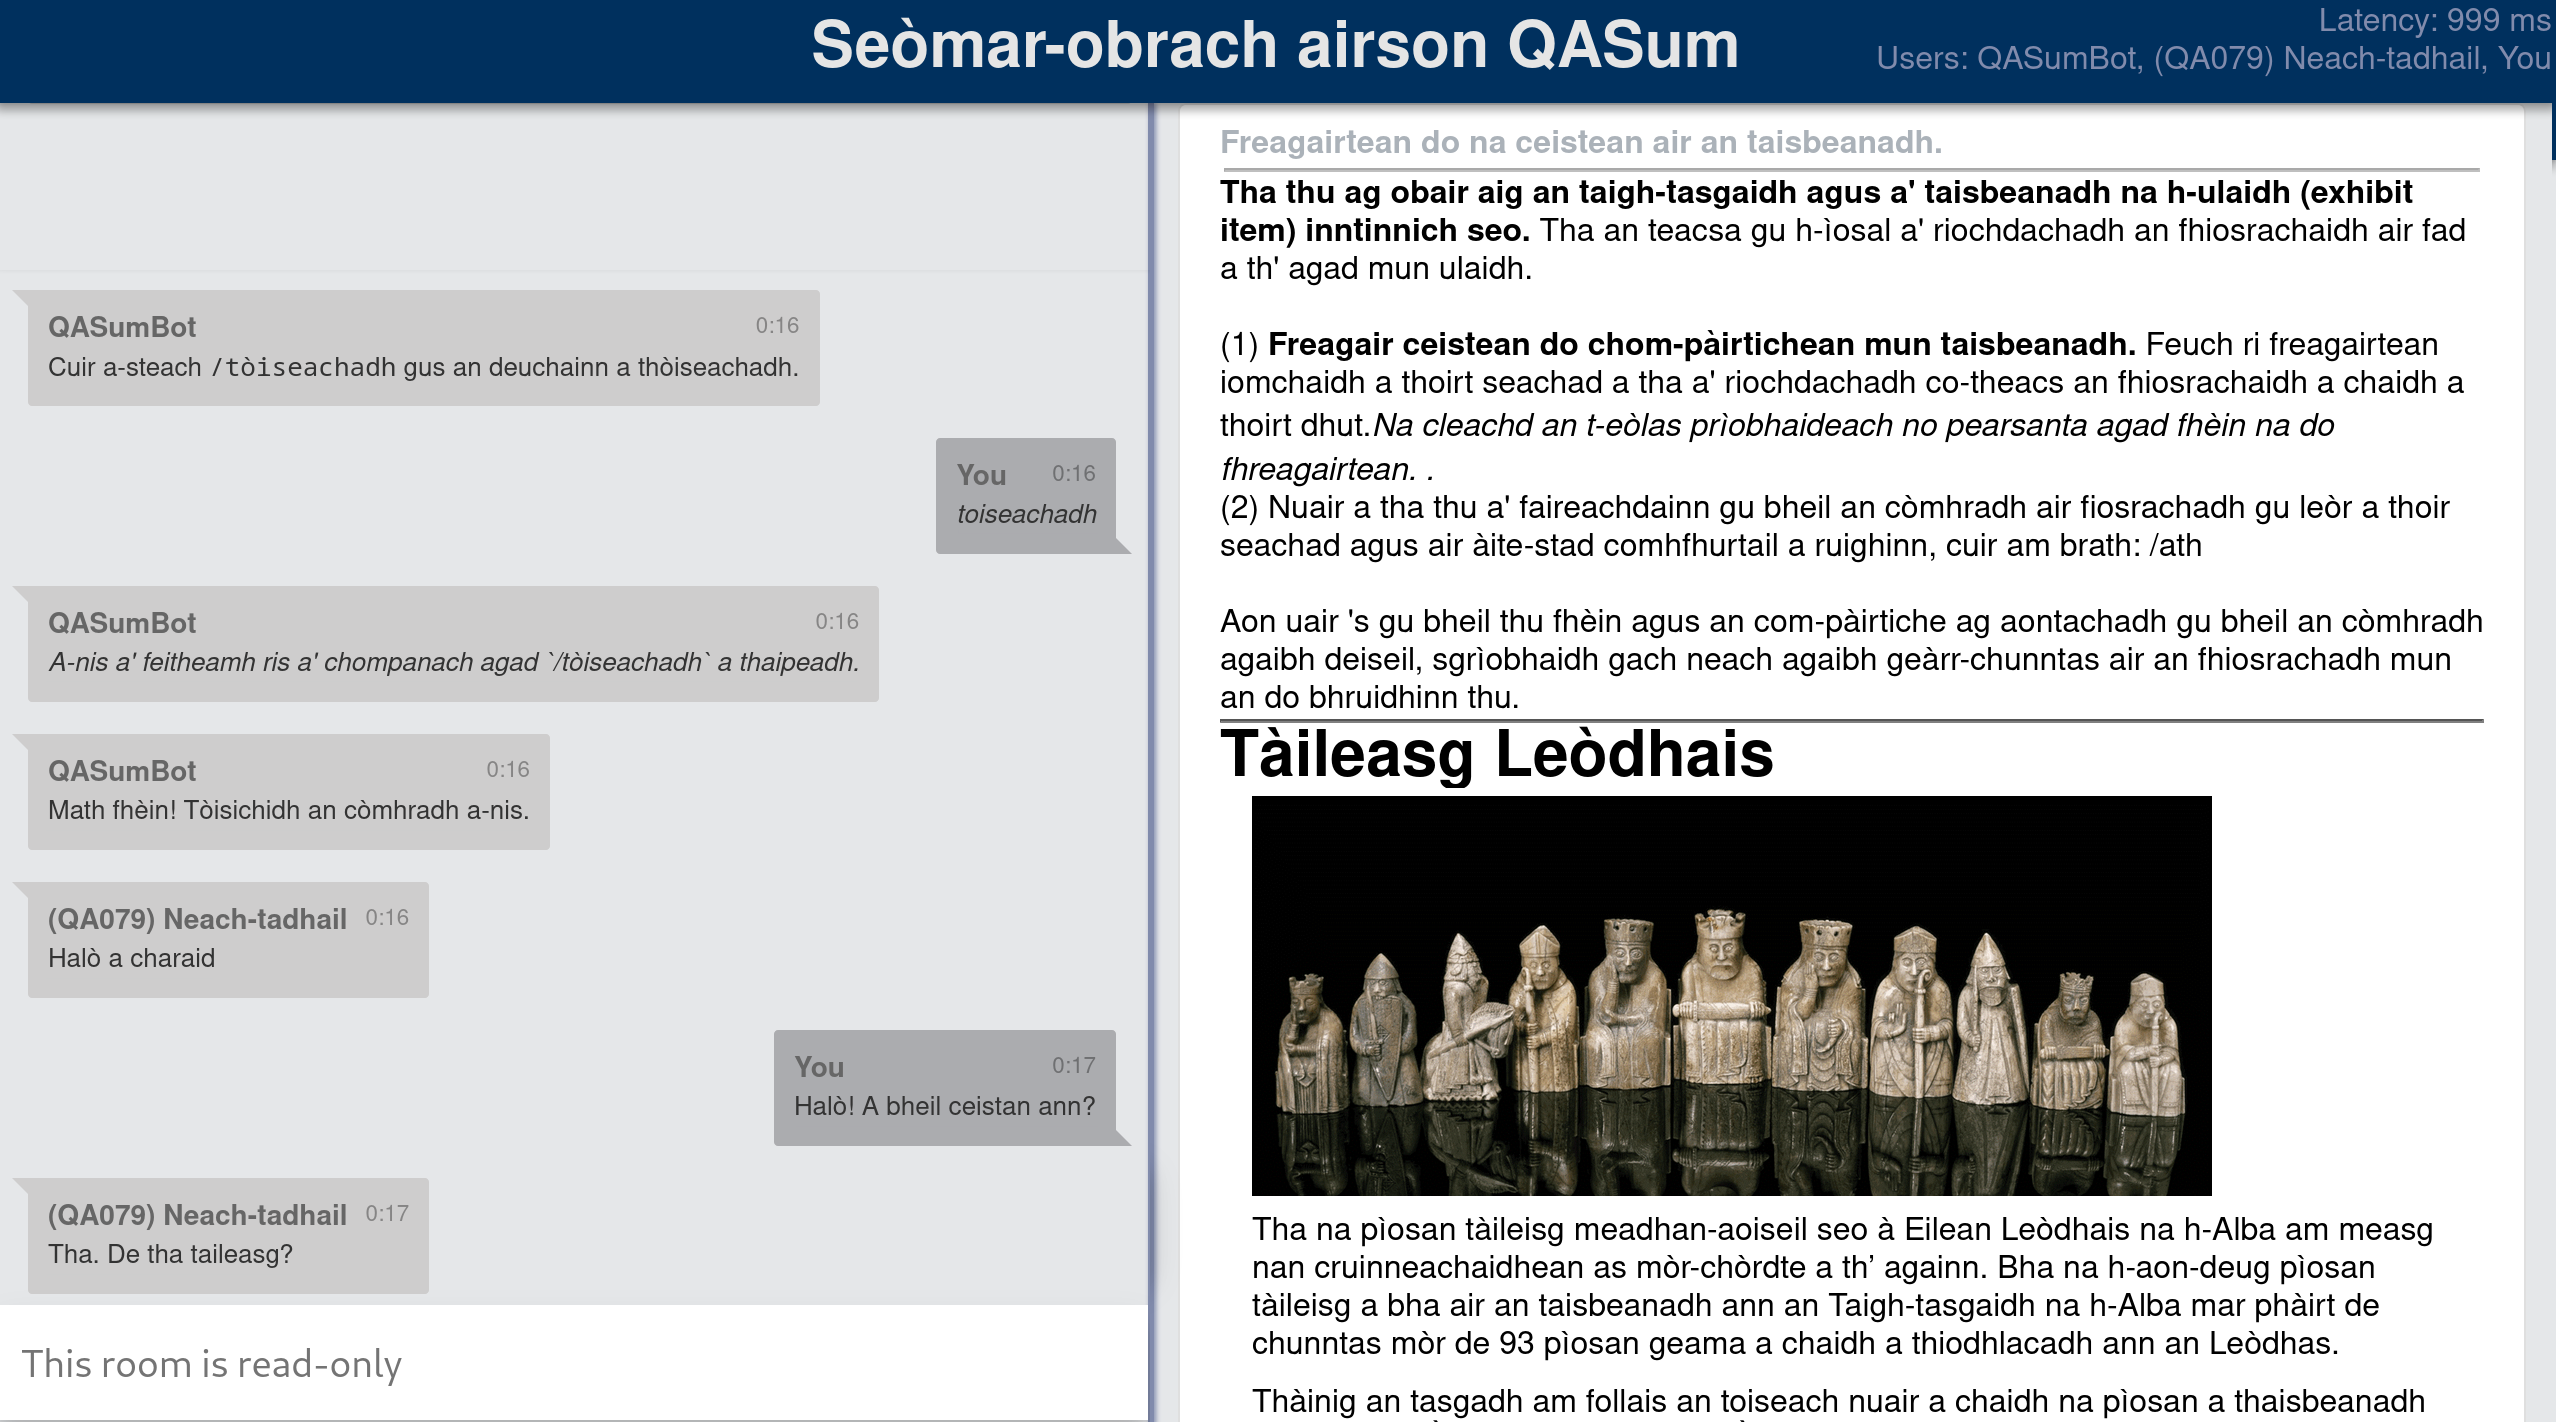 Seòmar-obrach airson QASum
Latency: 999 ms
Users: QASumBot, (QA079) Neach-tadhail, You
QASumBot 0:16
Cuir a-steach /tòiseachadh gus an deuchainn a thòiseachadh.
You 0:16
toiseachadh
QASumBot 0:16
A-nis a' feitheamh ris a' chompanach agad `/tòiseachadh` a thaipeadh.
QASumBot 0:16
Math fhèin! Tòisichidh an còmhradh a-nis.
(QA079) Neach-tadhail 0:16
Halò a charaid
You 0:17
Halò! A bheil ceistan ann?
(QA079) Neach-tadhail 0:17
Tha. De tha taileasg?
This room is read-only
Freagairtean do na ceistean air an taisbeanadh.
Tha thu ag obair aig an taigh-tasgaidh agus a' taisbeanadh na h-ulaidh (exhibit
item) inntinnich seo. Tha an teacsa gu h-ìosal a' riochdachadh an fhiosrachaidh air fad
a th' agad mun ulaidh.
(1) Freagair ceistean do chom-pàirtichean mun taisbeanadh. Feuch ri freagairtean
iomchaidh a thoirt seachad a tha a' riochdachadh co-theacs an fhiosrachaidh a chaidh a
thoirt dhut.Na cleachd an t-eòlas prìobhaideach no pearsanta agad fhèin na do
fhreagairtean. .
(2) Nuair a tha thu a' faireachdainn gu bheil an còmhradh air fiosrachadh gu leòr a thoir
seachad agus air àite-stad comhfhurtail a ruighinn, cuir am brath: /ath
Aon uair 's gu bheil thu fhèin agus an com-pàirtiche ag aontachadh gu bheil an còmhradh
agaibh deiseil, sgrìobhaidh gach neach agaibh geàrr-chunntas air an fhiosrachadh mun
an do bhruidhinn thu.
Tàileasg Leòdhais
Tha na pìosan tàileisg meadhan-aoiseil seo à Eilean Leòdhais na h-Alba am measg
nan cruinneachaidhean as mòr-chòrdte a th’ againn. Bha na h-aon-deug pìosan
tàileisg a bha air an taisbeanadh ann an Taigh-tasgaidh na h-Alba mar phàirt de
chunntas mòr de 93 pìosan geama a chaidh a thiodhlacadh ann an Leòdhas.
Thàinig an tasgadh am follais an toiseach nuair a chaidh na pìosan a thaisbeanadh